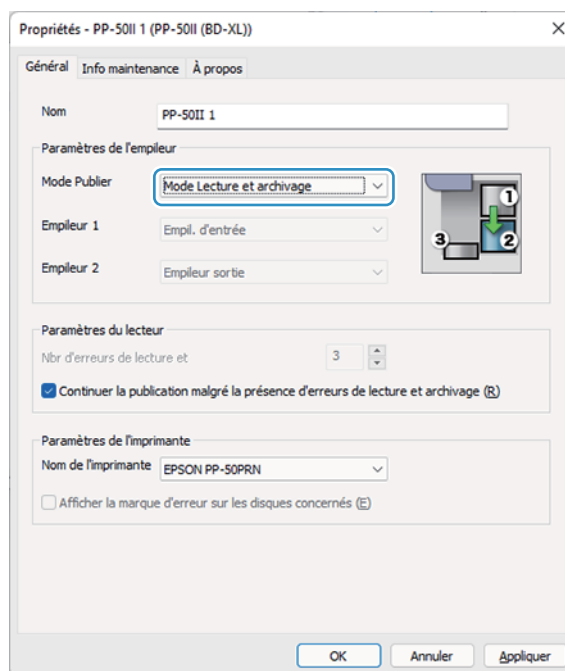 Propriétés - PP-50II 1 (PP-50II (BD-XL))
Général Info maintenance À propos
Nom PP-50II 1
Paramètres de l'empileur
Mode Publier Mode Lecture et archivage
Empileur 1 Empil. d'entrée
Empileur 2 Empileur sortie
1
3 2
Paramètres du lecteur
Nbr d'erreurs de lecture et 3
Continuer la publication malgré la présence d'erreurs de lecture et archivage (R)
Paramètres de l'imprimante
Nom de l'imprimante EPSON PP-50PRN
Afficher la marque d'erreur sur les disques concernés (E)
OK Annuler Appliquer